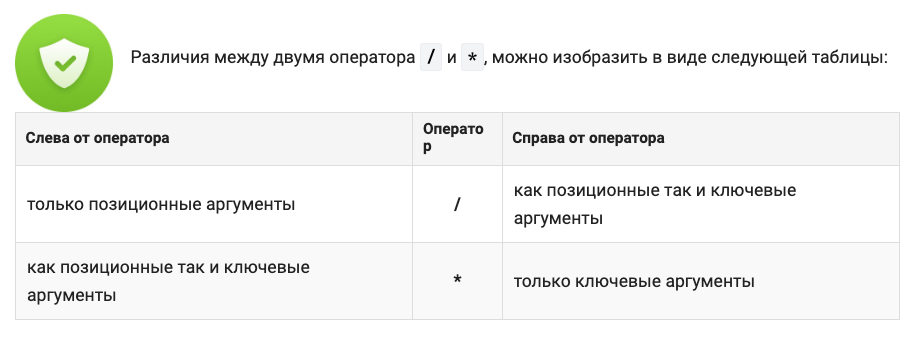 Различия между двумя оператора / и *, можно изобразить в виде следующей таблицы:
Слева от оператора
Операто
р
Справа от оператора
только позиционные аргументы
/
как позиционные так и ключевые
аргументы
как позиционные так и ключевые
аргументы
*
только ключевые аргументы